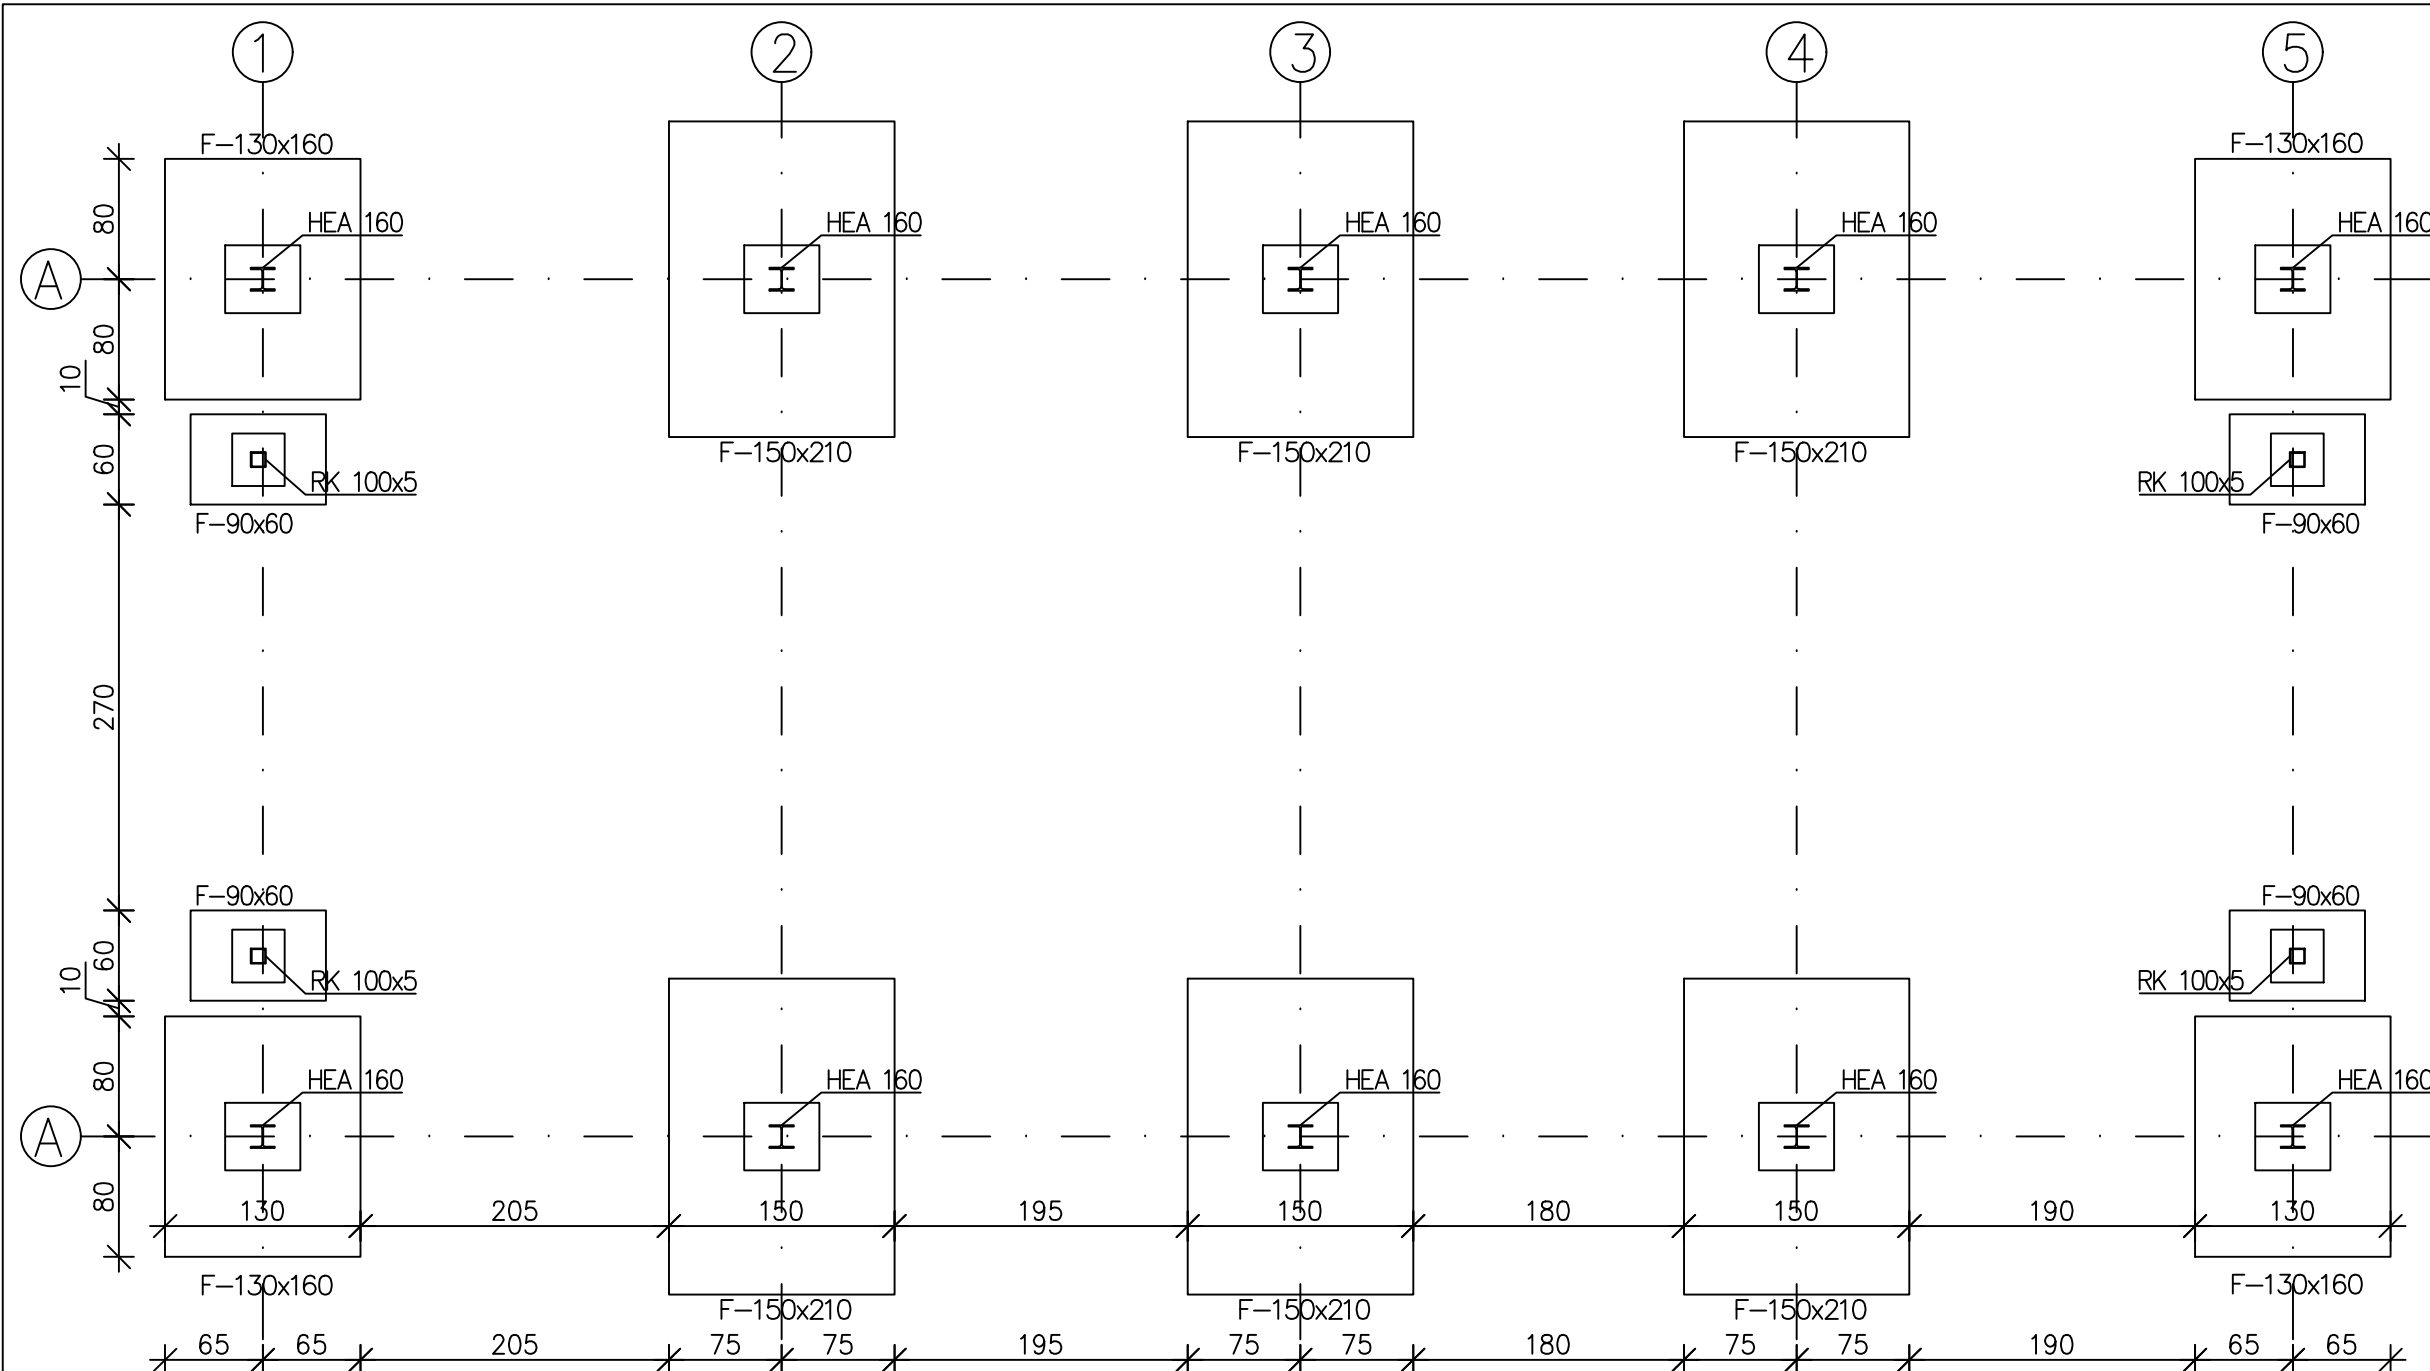 1 2 3 4 5
F-130x160 F-130x160
80
HEA 160 HEA 160 HEA 160 HEA 160 HEA 160
A
80
10
F-150x210 F-150x210 F-150x210
60
RK 100x5 RK 100x5
F-90x60 F-90x60
270
F-90x60 F-90x60
60
10
RK 100x5 RK 100x5
80
HEA 160 HEA 160 HEA 160 HEA 160 HEA 160
A
80
130 205 150 195 150 180 150 190 130
F-130x160 F-130x160
F-150x210 F-150x210 F-150x210
65 65 205 75 75 195 75 75 180 75 75 190 65 65